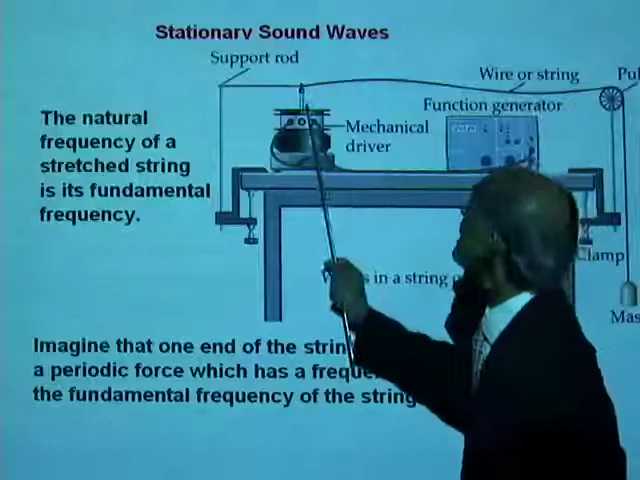 Stationary Sound Waves
Support rod
Wire or string
Pul
Function generator
The natural
frequency of a
stretched string
is its fundamental
frequency.
Mechanical
driver
Clamp
s in a string
Mas
Imagine that one end of the strin
a periodic force which has a freque
the fundamental frequency of the string